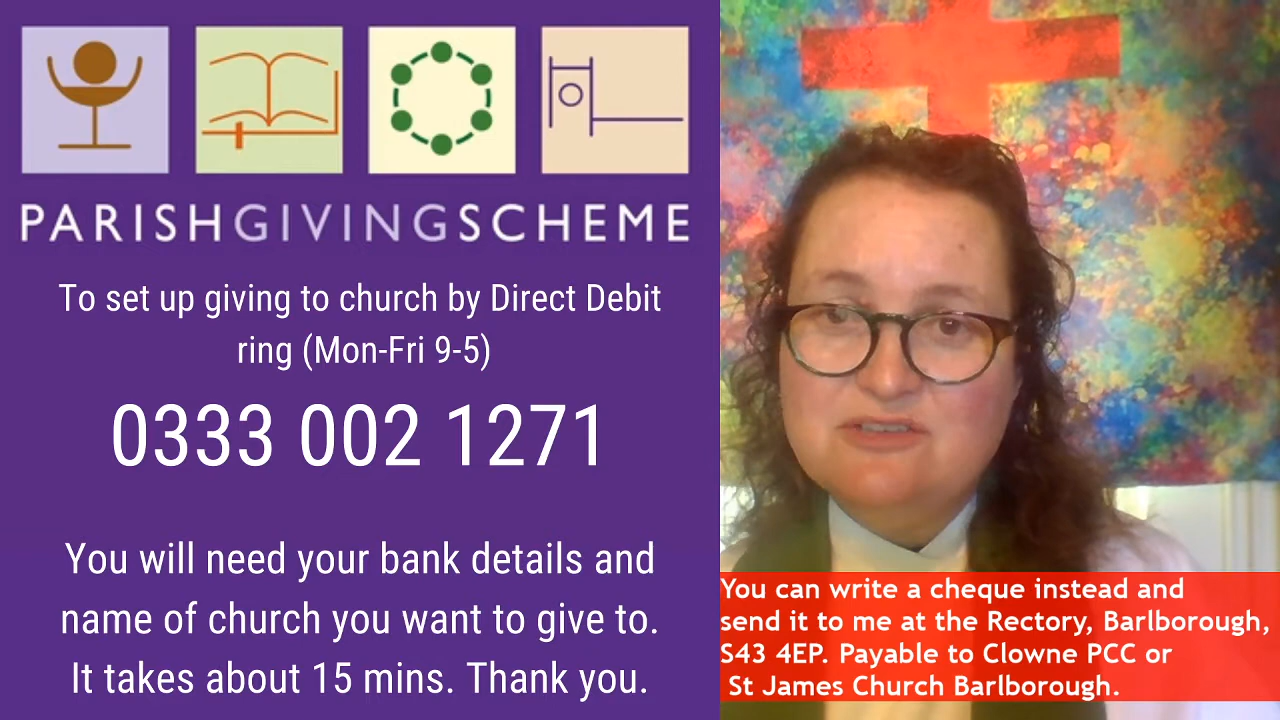 PARISHGIVINGSCHEME
To set up giving to church by Direct Debit
ring (Mon-Fri 9-5)
0333 002 1271
You will need your bank details and
name of church you want to give to.
It takes about 15 mins. Thank you.
You can write a cheque instead and
send it to me at the Rectory, Barlborough,
S43 4EP. Payable to Clowne PCC or
St James Church Barlborough.